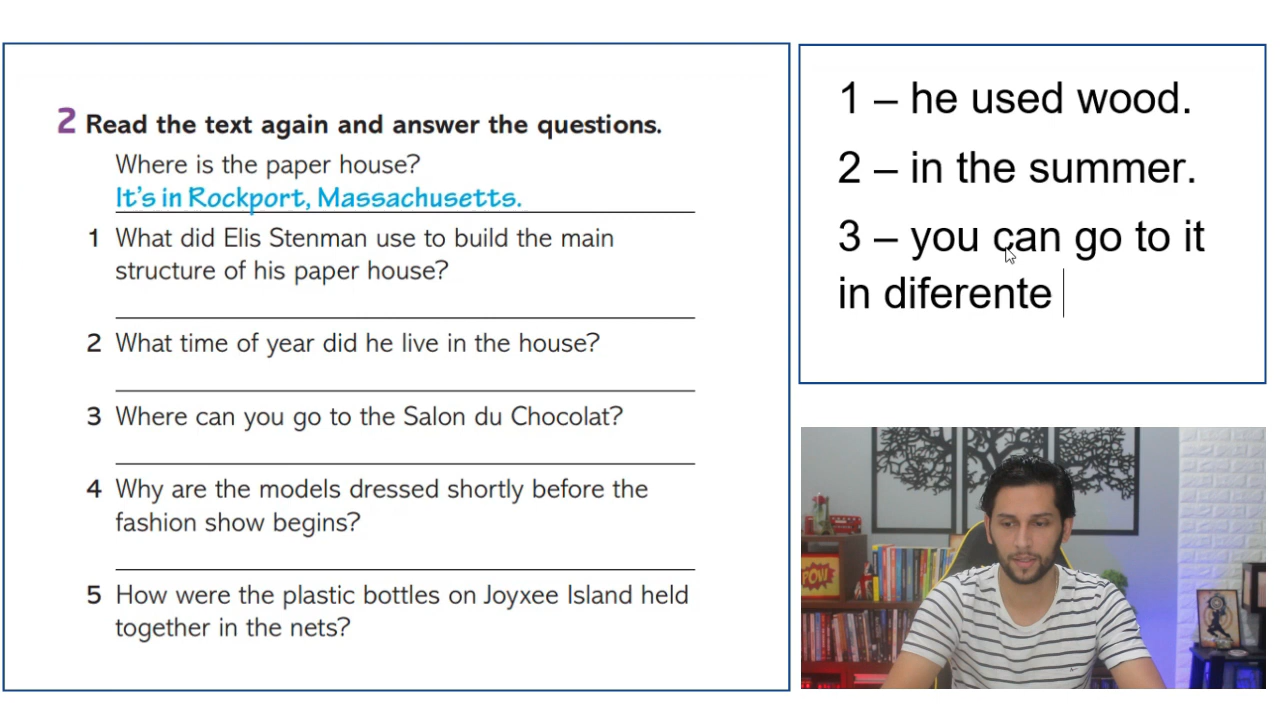 2 Read the text again and answer the questions.
Where is the paper house?
It's in Rockport, Massachusetts.
1 What did Elis Stenman use to build the main
structure of his paper house?
2 What time of year did he live in the house?
3 Where can you go to the Salon du Chocolat?
4 Why are the models dressed shortly before the
fashion show begins?
5 How were the plastic bottles on Joyxee Island held
together in the nets?
1 – he used wood.
2 – in the summer.
3 – you can go to it
in diferente
POW!